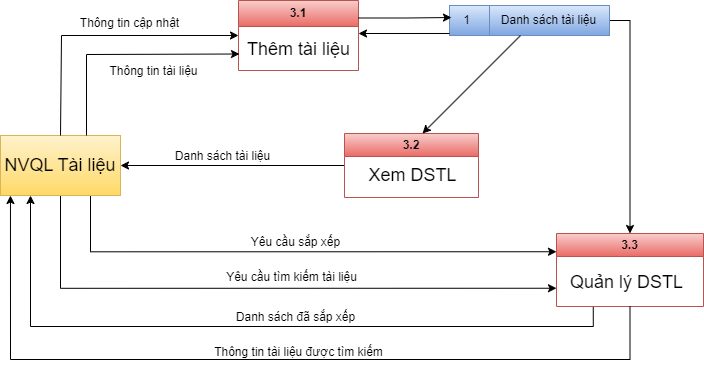 3.1
Thêm tài liệu
1 Danh sách tài liệu
Thông tin cập nhật
Thông tin tài liệu
3.2
Xem DSTL
Danh sách tài liệu
NVQL Tài liệu
3.3
Quản lý DSTL
Yêu cầu sắp xếp
Yêu cầu tìm kiếm tài liệu
Danh sách đã sắp xếp
Thông tin tài liệu được tìm kiếm